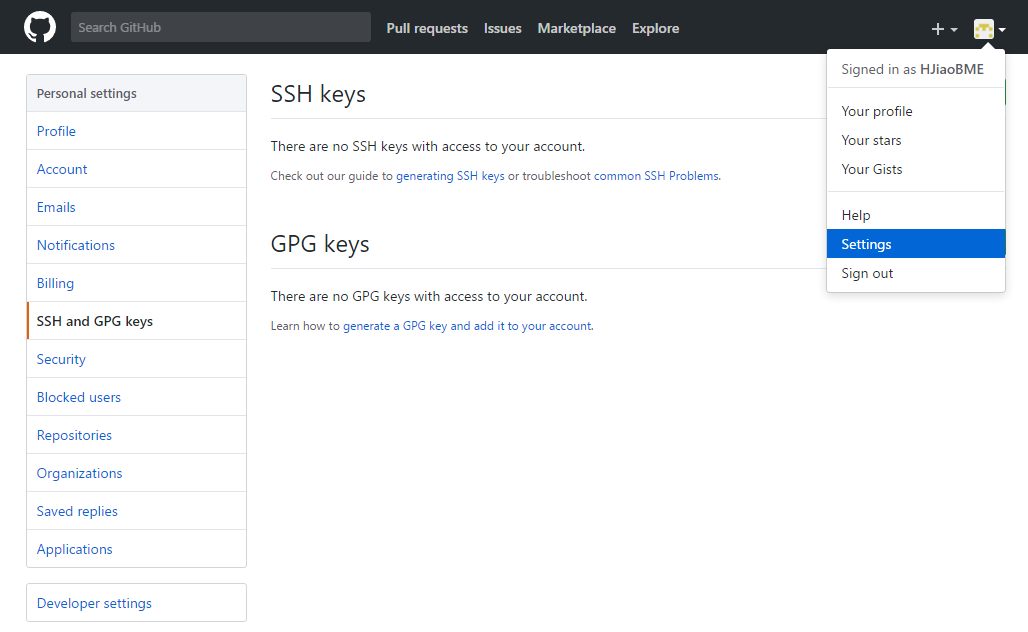 Search GitHub
Pull requests
Issues
Marketplace
Explore
Signed in as HJiaoBME
Your profile
Your stars
Your Gists
Help
Settings
Sign out
Personal settings
Profile
Account
Emails
Notifications
Billing
SSH and GPG keys
Security
Blocked users
Repositories
Organizations
Saved replies
Applications
Developer settings
SSH keys
There are no SSH keys with access to your account.
Check out our guide to generating SSH keys or troubleshoot common SSH Problems.
GPG keys
There are no GPG keys with access to your account.
Learn how to generate a GPG key and add it to your account.